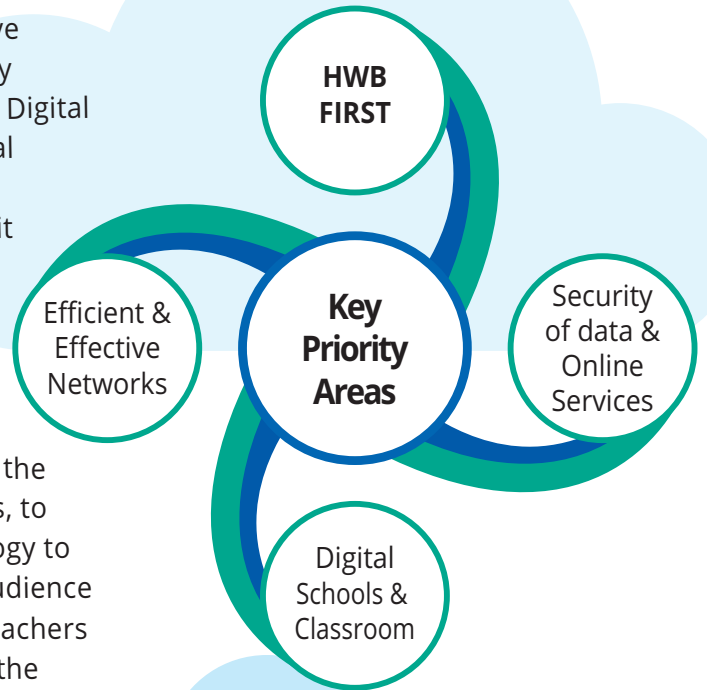 ve
y
Digital
al
it
the
s, to
ogy to
udience
achers
the
HWB
FIRST
Efficient &
Effective
Networks
Key
Priority
Areas
Security
of data &
Online
Services
Digital
Schools &
Classroom